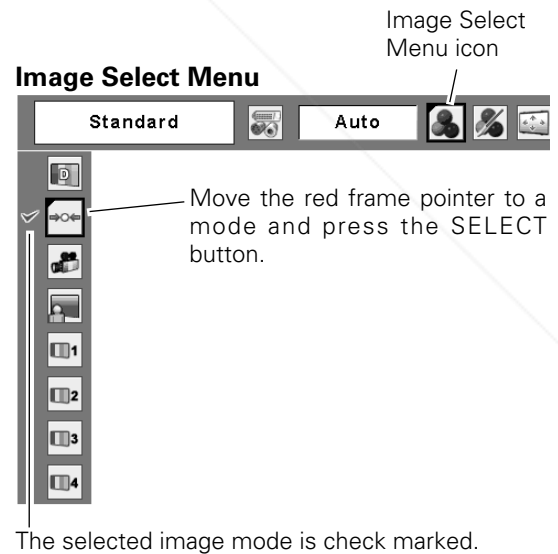 Image Select
Menu icon
Image Select Menu
Standard
Auto
D
Move the red frame pointer to a
mode and press the SELECT
button.
1
2
3
4
The selected image mode is check marked.